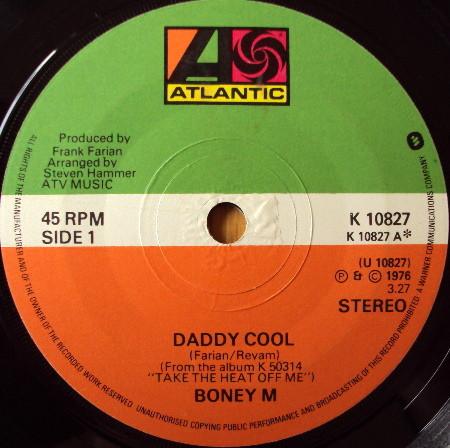 ATLANTIC
Produced by
Frank Farian
Arranged by
Steven Hammer
ATV MUSIC
45 RPM
SIDE 1
K 10827
K 10827 A*
(U 10827)
Ⓟ & © 1976
3.27
STEREO
DADDY COOL
(Farian/Revam)
(From the album K 50314
"TAKE THE HEAT OFF ME")
BONEY M
ALL RIGHTS OF THE MANUFACTURER AND OF THE OWNER OF THE RECORDED WORK RESERVED. UNAUTHORISED COPYING PUBLIC PERFORMANCE AND BROADCASTING OF THIS RECORD PROHIBITED. A WARNER COMMUNICATIONS COMPANY.